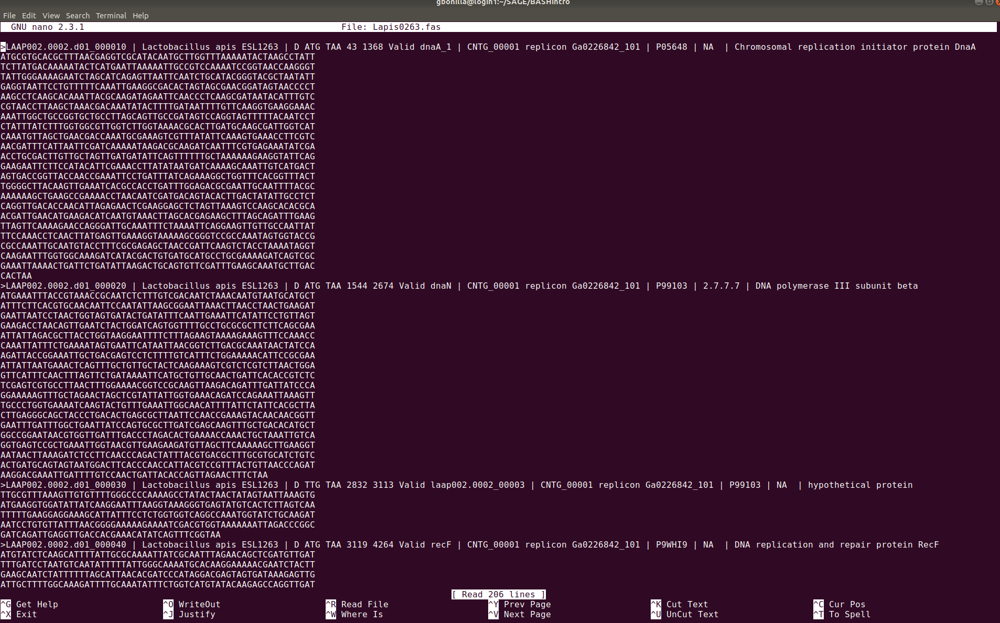 gbonilla@login1:~/SAGE/BASHintro
File Edit View Search Terminal Help
GNU nano 2.3.1 File: Lapis0263.fas
>LAAP002.0002.d01_000010 | Lactobacillus apis ESL1263 | D ATG TAA 43 1368 Valid dnaA_1 | CNTG_00001 replicon Ga0226842_101 | P05648 | NA | Chromosomal replication initiator protein DnaA
ATGCGTGCACGCTTTAACGAGGTCGCATACAATGCTTGGTTTAAAAATACTAAGCCTATT
TCTTATGACAAAAATACTCATGAATTAAAAATTGCCGTCCAAAATCCGGTAACCAAGGGT
TATTGGGAAAAGAATCTAGCATCAGAGTTAATTCAATCTGCATACGGGTACGCTAATATT
GAGGTAATTCCTGTTTTTCAAATTGAAGGCGACACTAGTAGCGAACGGATAGTAACCCCT
AAGCCTCAAGCACAAATTACGCAAGATAGAATTCAACCCTCAAGCGATAATACATTTGTC
CGTAACCTTAAGCTAAACGACAAATATACTTTTGATAATTTTGTTCAAGGTGAAGGAAAC
AAATTGGCTGCCGGTGCTGCCTTAGCAGTTGCCGATAGTCCAGGTAGTTTTTACAATCCT
CTATTTATCTTTGGTGGCGTTGGTCTTGGTAAAACGCACTTGATGCAAGCGATTGGTCAT
CAAATGTTAGCTGAACGACCAAATGCGAAAGTCGTTTATATTCAAAGTGAAACCTTCGTC
AACGATTTCATTAATTCGATCAAAAATAAGACGCAAGATCAATTTCGTGAGAAATATCGA
ACCTGCGACTTGTTGCTAGTTGATGATATTCAGTTTTTTGCTAAAAAAGAAGGTATTCAG
GAAGAATTCTTCCATACATTCGAAACCTTATATAATGATCAAAAGCAAATTGTCATGACT
AGTGACCGGTTACCAACCGAAATTCCTGATTTATCAGAAAGGCTGGTTTCACGGTTTACT
TGGGGCTTACAAGTTGAAATCACGCCACCTGATTTGGAGACGCGAATTGCAATTTTACGC
AAAAAAGCTGAAGCCGAAAACCTAACAATCGATGACAGTACACTTGACTATATTGCCTCT
CAGGTTGACACCAACATTAGAGAACTCGAAGGAGCTCTAGTTAAAGTCCAAGCACACGCA
ACGATTGAACATGAAGACATCAATGTAAACTTAGCACGAGAAGCTTTAGCAGATTTGAAG
TTAGTTCAAAAGAACCAGGGATTGCAAATTTCTAAAATTCAGGAAGTTGTTGCCAATTAT
TTCCAAACCTCAACTTATGAGTTGAAAGGTAAAAAGCGGGTCCGCCAAATAGTGGTACCG
CGCCAAATTGCAATGTACCTTTCGCGAGAGCTAACCGATTCAAGTCTACCTAAAATAGGT
CAAGAATTTGGTGGCAAAGATCATACGACTGTGATGCATGCCTGCGAAAAGATCAGTCGC
GAAATTAAAACTGATTCTGATATTAAGACTGCAGTGTTCGATTTGAAGCAAATGCTTGAC
CACTAA
>LAAP002.0002.d01_000020 | Lactobacillus apis ESL1263 | D ATG TAA 1544 2674 Valid dnaN | CNTG_00001 replicon Ga0226842_101 | P99103 | 2.7.7.7 | DNA polymerase III subunit beta
ATGAAATTTACCGTAAACCGCAATCTCTTTGTCGACAATCTAAACAATGTAATGCATGCT
ATTTCTTCACGTGCAACAATTCCAATATTAAGCGGAATTAAACTTAACCTAACTGAAGAT
GAATTAATCCTAACTGGTAGTGATACTGATATTTCAATTGAAATTCATATTCCTGTTAGT
GAAGACCTAACAGTTGAATCTACTGGATCAGTGGTTTTGCCTGCGCGCTTCTTCAGCGAA
ATTATTAGACGCTTACCTGGTAAGGAATTTTCTTTAGAAGTAAAAGAAAGTTTCCAAACC
CAAATTATTTCTGAAAATAGTGAATTCATAATTAACGGTCTTGACGCAAATAACTATCCA
AGATTACCGGAAATTGCTGACGAGTCCTCTTTTGTCATTTCTGGAAAAACATTCCGCGAA
ATTATTAATGAAACTCAGTTTGCTGTTGCTACTCAAGAAAGTCGTCTCGTCTTAACTGGA
GTTCATTTCAACTTTAGTTCTGATAAAATTCATGCTGTTGCAACTGATTCACACCGTCTC
TCGAGTCGTGCCTTAACTTTGGAAAACGGTCCGCAAGTTAAGACAGATTTGATTATCCCA
GGAAAAAGTTTGCTAGAACTAGCTCGTATTATTGGTGAAACAGATCCAGAAATTAAAGTT
TGCCCTGGTGAAAATCAAGTACTGTTTGAAATTGGCAACATTTTATTCTATTCACGCTTA
CTTGAGGGCAGCTACCCTGACACTGAGCGCTTAATTCCAACCGAAAGTACAACAACGGTT
GAATTTGATTTGGCTGAATTATCCAGTGCGCTTGATCGAGCAAGTTTGCTGACACATGCT
GGCCGGAATAACGTGGTTGATTTGACCCTAGACACTGAAAACCAAACTGCTAAATTGTCA
GGTGAGTCCGCTGAAATTGGTAACGTTGAAGAAGATGTTAGCTTCAAAAAGCTTGAAGGT
AATAACTTAAAGATCTCCTTCAACCCAGACTATTTACGTGACGCTTTGCGTGCATCTGTC
ACTGATGCAGTAGTAATGGACTTCACCCAACCATTACGTCCGTTTACTGTTAACCCAGAT
AAGGACGAAATTGATTTTGTCCAACTGATTACACCAGTTAGAACTTTCTAA
>LAAP002.0002.d01_000030 | Lactobacillus apis ESL1263 | D TTG TAA 2832 3113 Valid laap002.0002_00003 | CNTG_00001 replicon Ga0226842_101 | P99103 | NA | hypothetical protein
TTGCGTTTAAAGTTGTGTTTTGGGCCCCAAAAGCCTATACTAACTATAGTAATTAAAGTG
ATGAAGGTGGATATTATCAAGGAATTTAAGGTAAAGGGTGAGTATGTCACTCTTAGTCAA
TTTTTGAAGGAGGAAAGCATTATTTCCTCTGGTGGTCAGGCCAAATGGTATCTGCAAGAT
AATCCTGTGTTATTTAACGGGGAAAAAGAAAATCGACGTGGTAAAAAAATTAGACCCGGC
GATCAGATTGAGGTTGACCACGAAACATATCAGTTTCGGTAA
>LAAP002.0002.d01_000040 | Lactobacillus apis ESL1263 | D ATG TAA 3119 4264 Valid recF | CNTG_00001 replicon Ga0226842_101 | P9WHI9 | NA | DNA replication and repair protein RecF
ATGTATCTCAAGCATTTTATTGCGCAAAATTATCGCAATTTAGAACAGCTCGATGTTGAT
TTTGATCCTAATGTCAATATTTTTATTGGGCAAAATGCACAAGGAAAAACGAATCTACTT
GAAGCAATCTATTTTTTAGCATTAACACGATCCCATAGGACGAGTAGTGATAAAGAGTTG
ATTGCTTTTGGCAAAGATTTTGCAAATATTTCTGGTCATGTATACAAGAGCCAGGTTGAT
[ Read 206 lines ]
^G Get Help ^O WriteOut ^R Read File ^Y Prev Page ^K Cut Text ^C Cur Pos
^X Exit ^J Justify ^W Where Is ^V Next Page ^U UnCut Text ^T To Spell